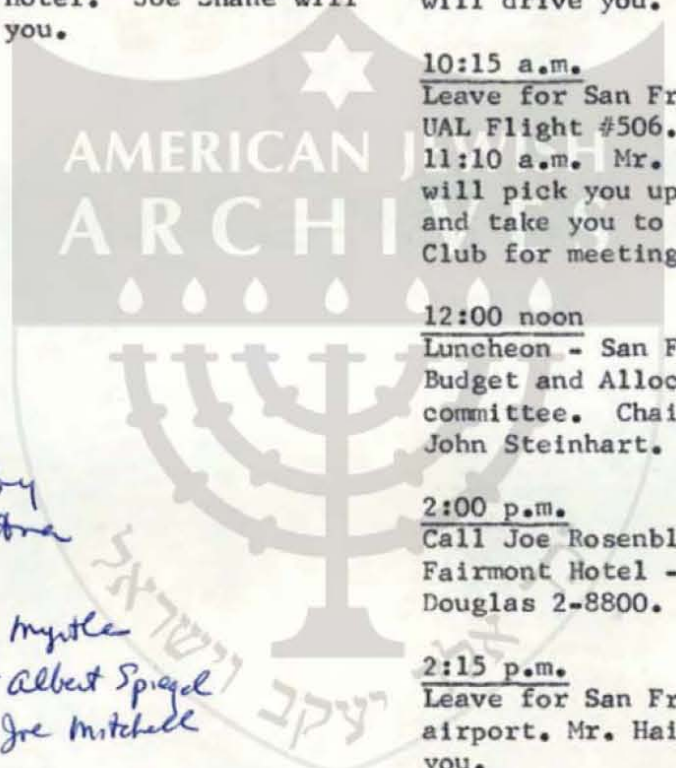 hotel. Joe Shane will
you.
will drive you.
10:15 a.m.
Leave for San Fr
UAL Flight #506.
11:10 a.m. Mr.
will pick you up
and take you to
Club for meeting
12:00 noon
Luncheon - San F
Budget and Alloc
committee. Chai
John Steinhart.
2:00 p.m.
Call Joe Rosenbl
Fairmont Hotel -
Douglas 2-8800.
2:15 p.m.
Leave for San Fr
airport. Mr. Hai
you.
Myrtle
Albert Spiegel
Joe Mitchell
AMERICAN JEWISH
ARCHIVES
יצקב וישראל